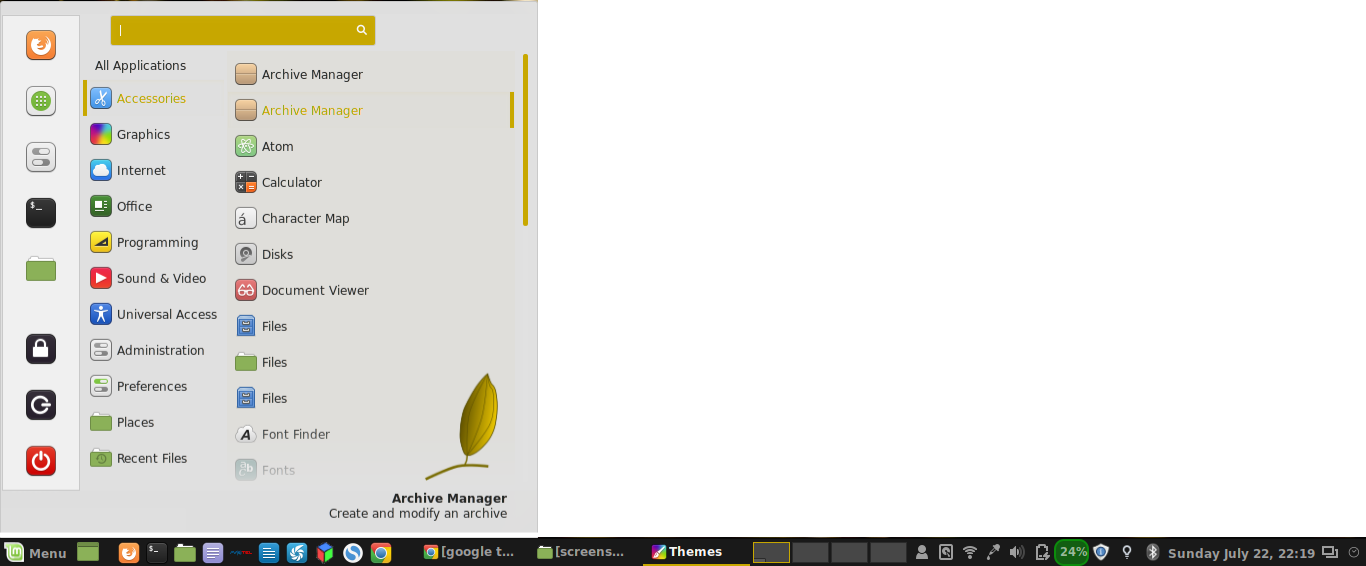 All Applications
Accessories
Graphics
Internet
Office
Programming
Sound & Video
Universal Access
Administration
Preferences
Places
Recent Files
Archive Manager
Archive Manager
Atom
Calculator
Character Map
Disks
Document Viewer
Files
Files
Files
Font Finder
Fonts
Archive Manager
Create and modify an archive
Menu
[google t...
[screens...
Themes
24%
Sunday July 22, 22:19